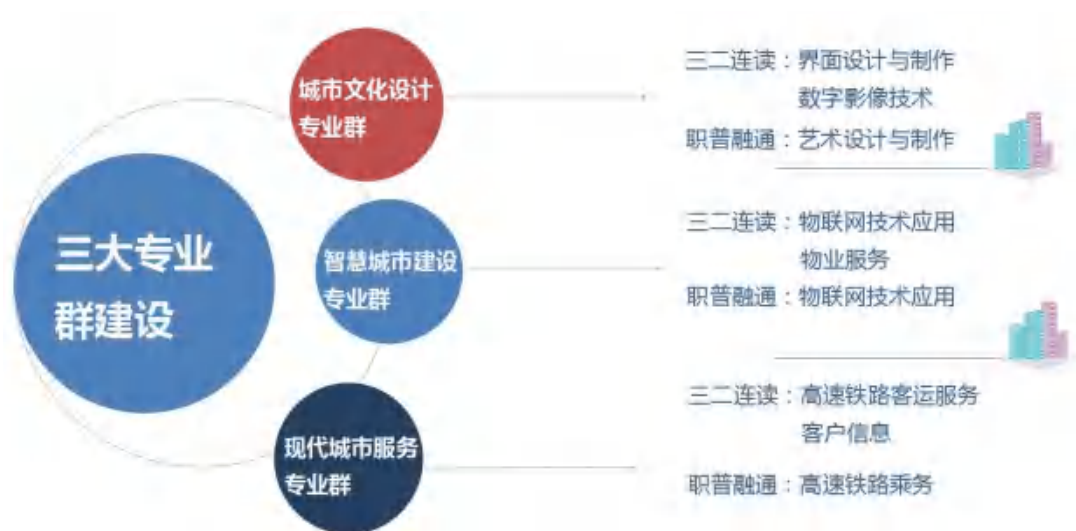 三大专业
群建设
城市文化设计
专业群
三二连读：界面设计与制作
数字影像技术
职普融通：艺术设计与制作
智慧城市建设
专业群
三二连读：物联网技术应用
物业服务
职普融通：物联网技术应用
现代城市服务
专业群
三二连读：高速铁路客运服务
客户信息
职普融通：高速铁路乘务